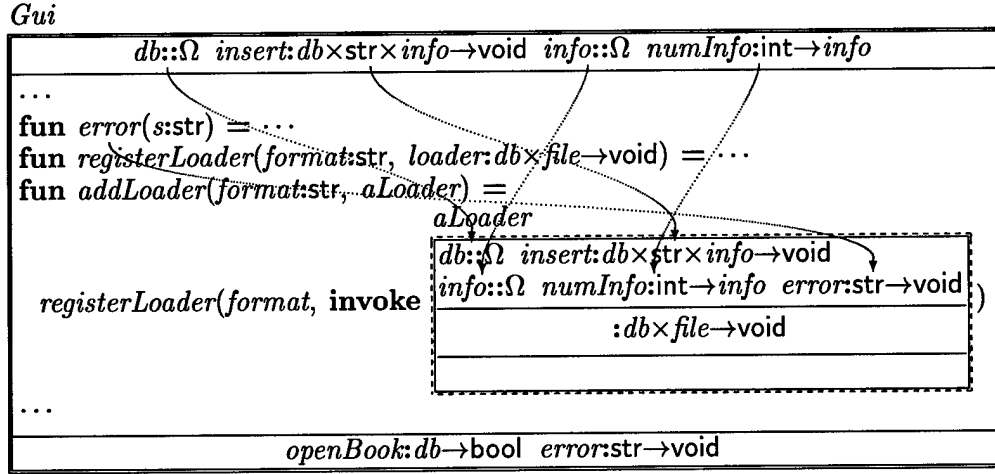 Gui
db::Ω insert:db×str×info→void info::Ω numInfo:int→info
...
fun error(s:str) = ···
fun registerLoader(format:str, loader:db×file→void) = ···
fun addLoader(format:str, aLoader) =
aLoader
db::Ω insert:db×str×info→void
info::Ω numInfo:int→info error:str→void
registerLoader(format, invoke )
:db×file→void
...
openBook:db→bool error:str→void